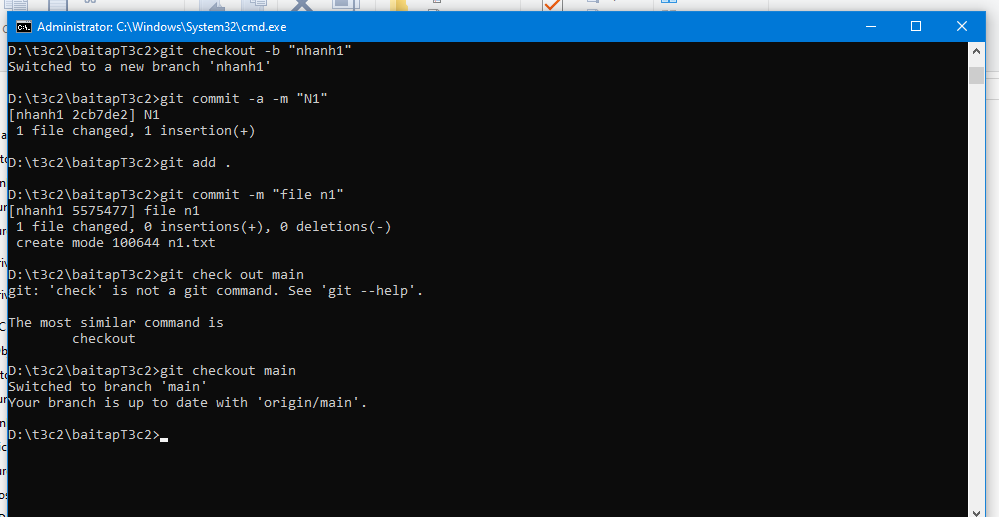 Administrator: C:\Windows\System32\cmd.exe
D:\t3c2\baitapT3c2>git checkout -b "nhanh1"
Switched to a new branch 'nhanh1'
D:\t3c2\baitapT3c2>git commit -a -m "N1"
[nhanh1 2cb7de2] N1
1 file changed, 1 insertion(+)
D:\t3c2\baitapT3c2>git add .
D:\t3c2\baitapT3c2>git commit -m "file n1"
[nhanh1 5575477] file n1
1 file changed, 0 insertions(+), 0 deletions(-)
create mode 100644 n1.txt
D:\t3c2\baitapT3c2>git check out main
git: 'check' is not a git command. See 'git --help'.
The most similar command is
checkout
D:\t3c2\baitapT3c2>git checkout main
Switched to branch 'main'
Your branch is up to date with 'origin/main'.
D:\t3c2\baitapT3c2>